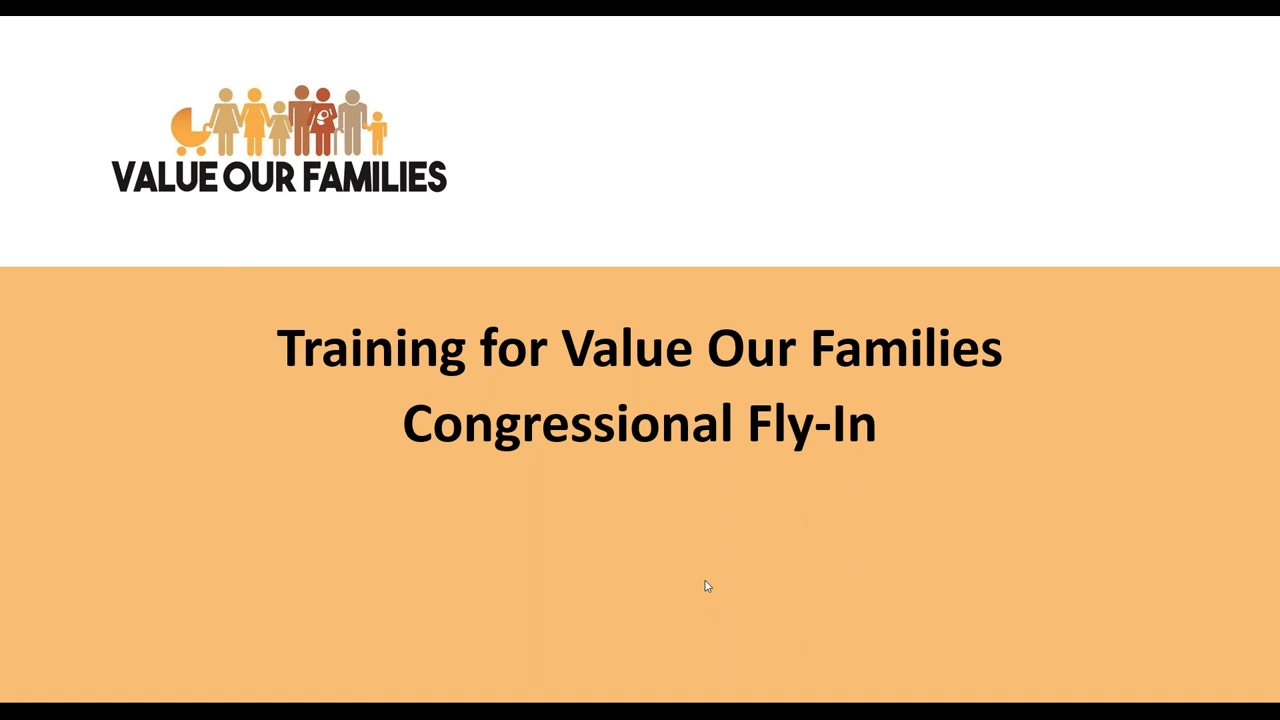 VALUE OUR FAMILIES
Training for Value Our Families
Congressional Fly-In